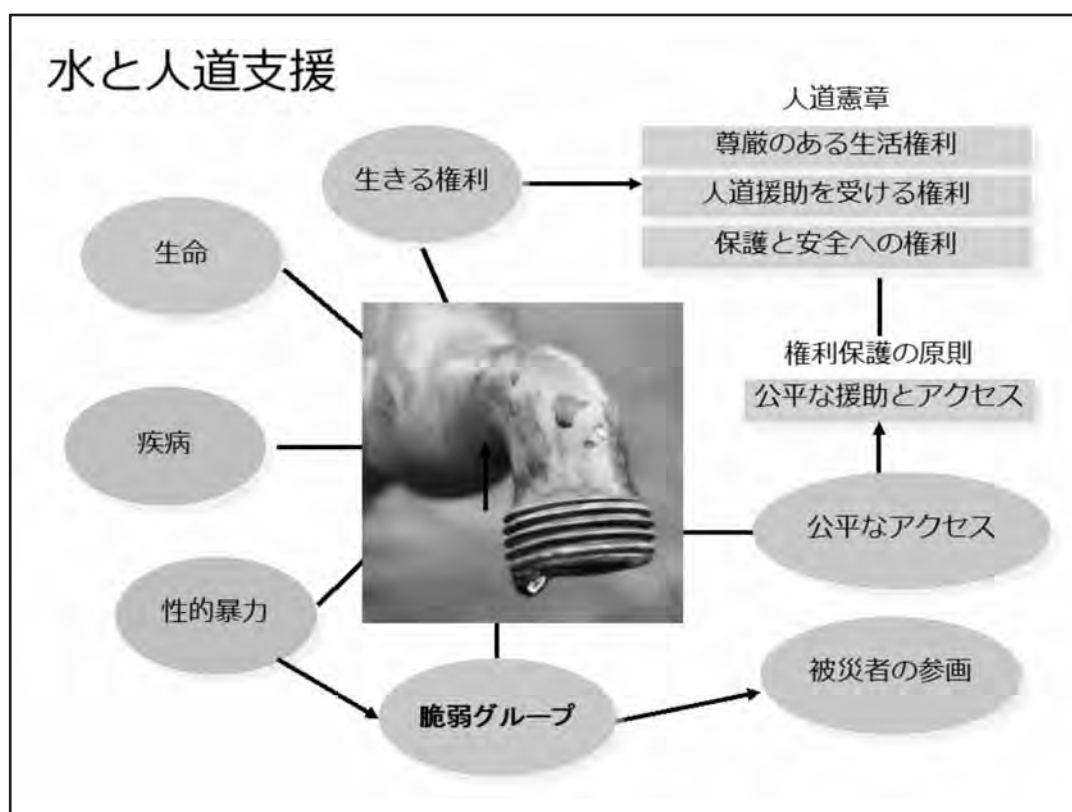 水と人道支援
人道憲章
尊厳のある生活権利
人道援助を受ける権利
保護と安全への権利
生きる権利
生命
権利保護の原則
公平な援助とアクセス
疾病
公平なアクセス
性的暴力
被災者の参画
脆弱グループ